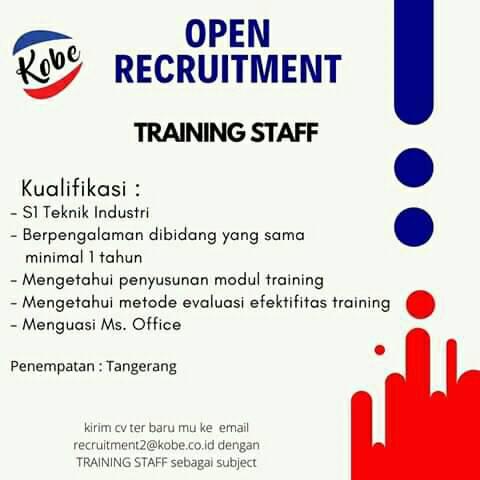 Kobe
OPEN
RECRUITMENT
TRAINING STAFF
Kualifikasi :
- S1 Teknik Industri
- Berpengalaman dibidang yang sama
minimal 1 tahun
- Mengetahui penyusunan modul training
- Mengetahui metode evaluasi efektifitas training
- Menguasi Ms. Office
Penempatan : Tangerang
kirim cv ter baru mu ke email
recruitment2@kobe.co.id dengan
TRAINING STAFF sebagai subject